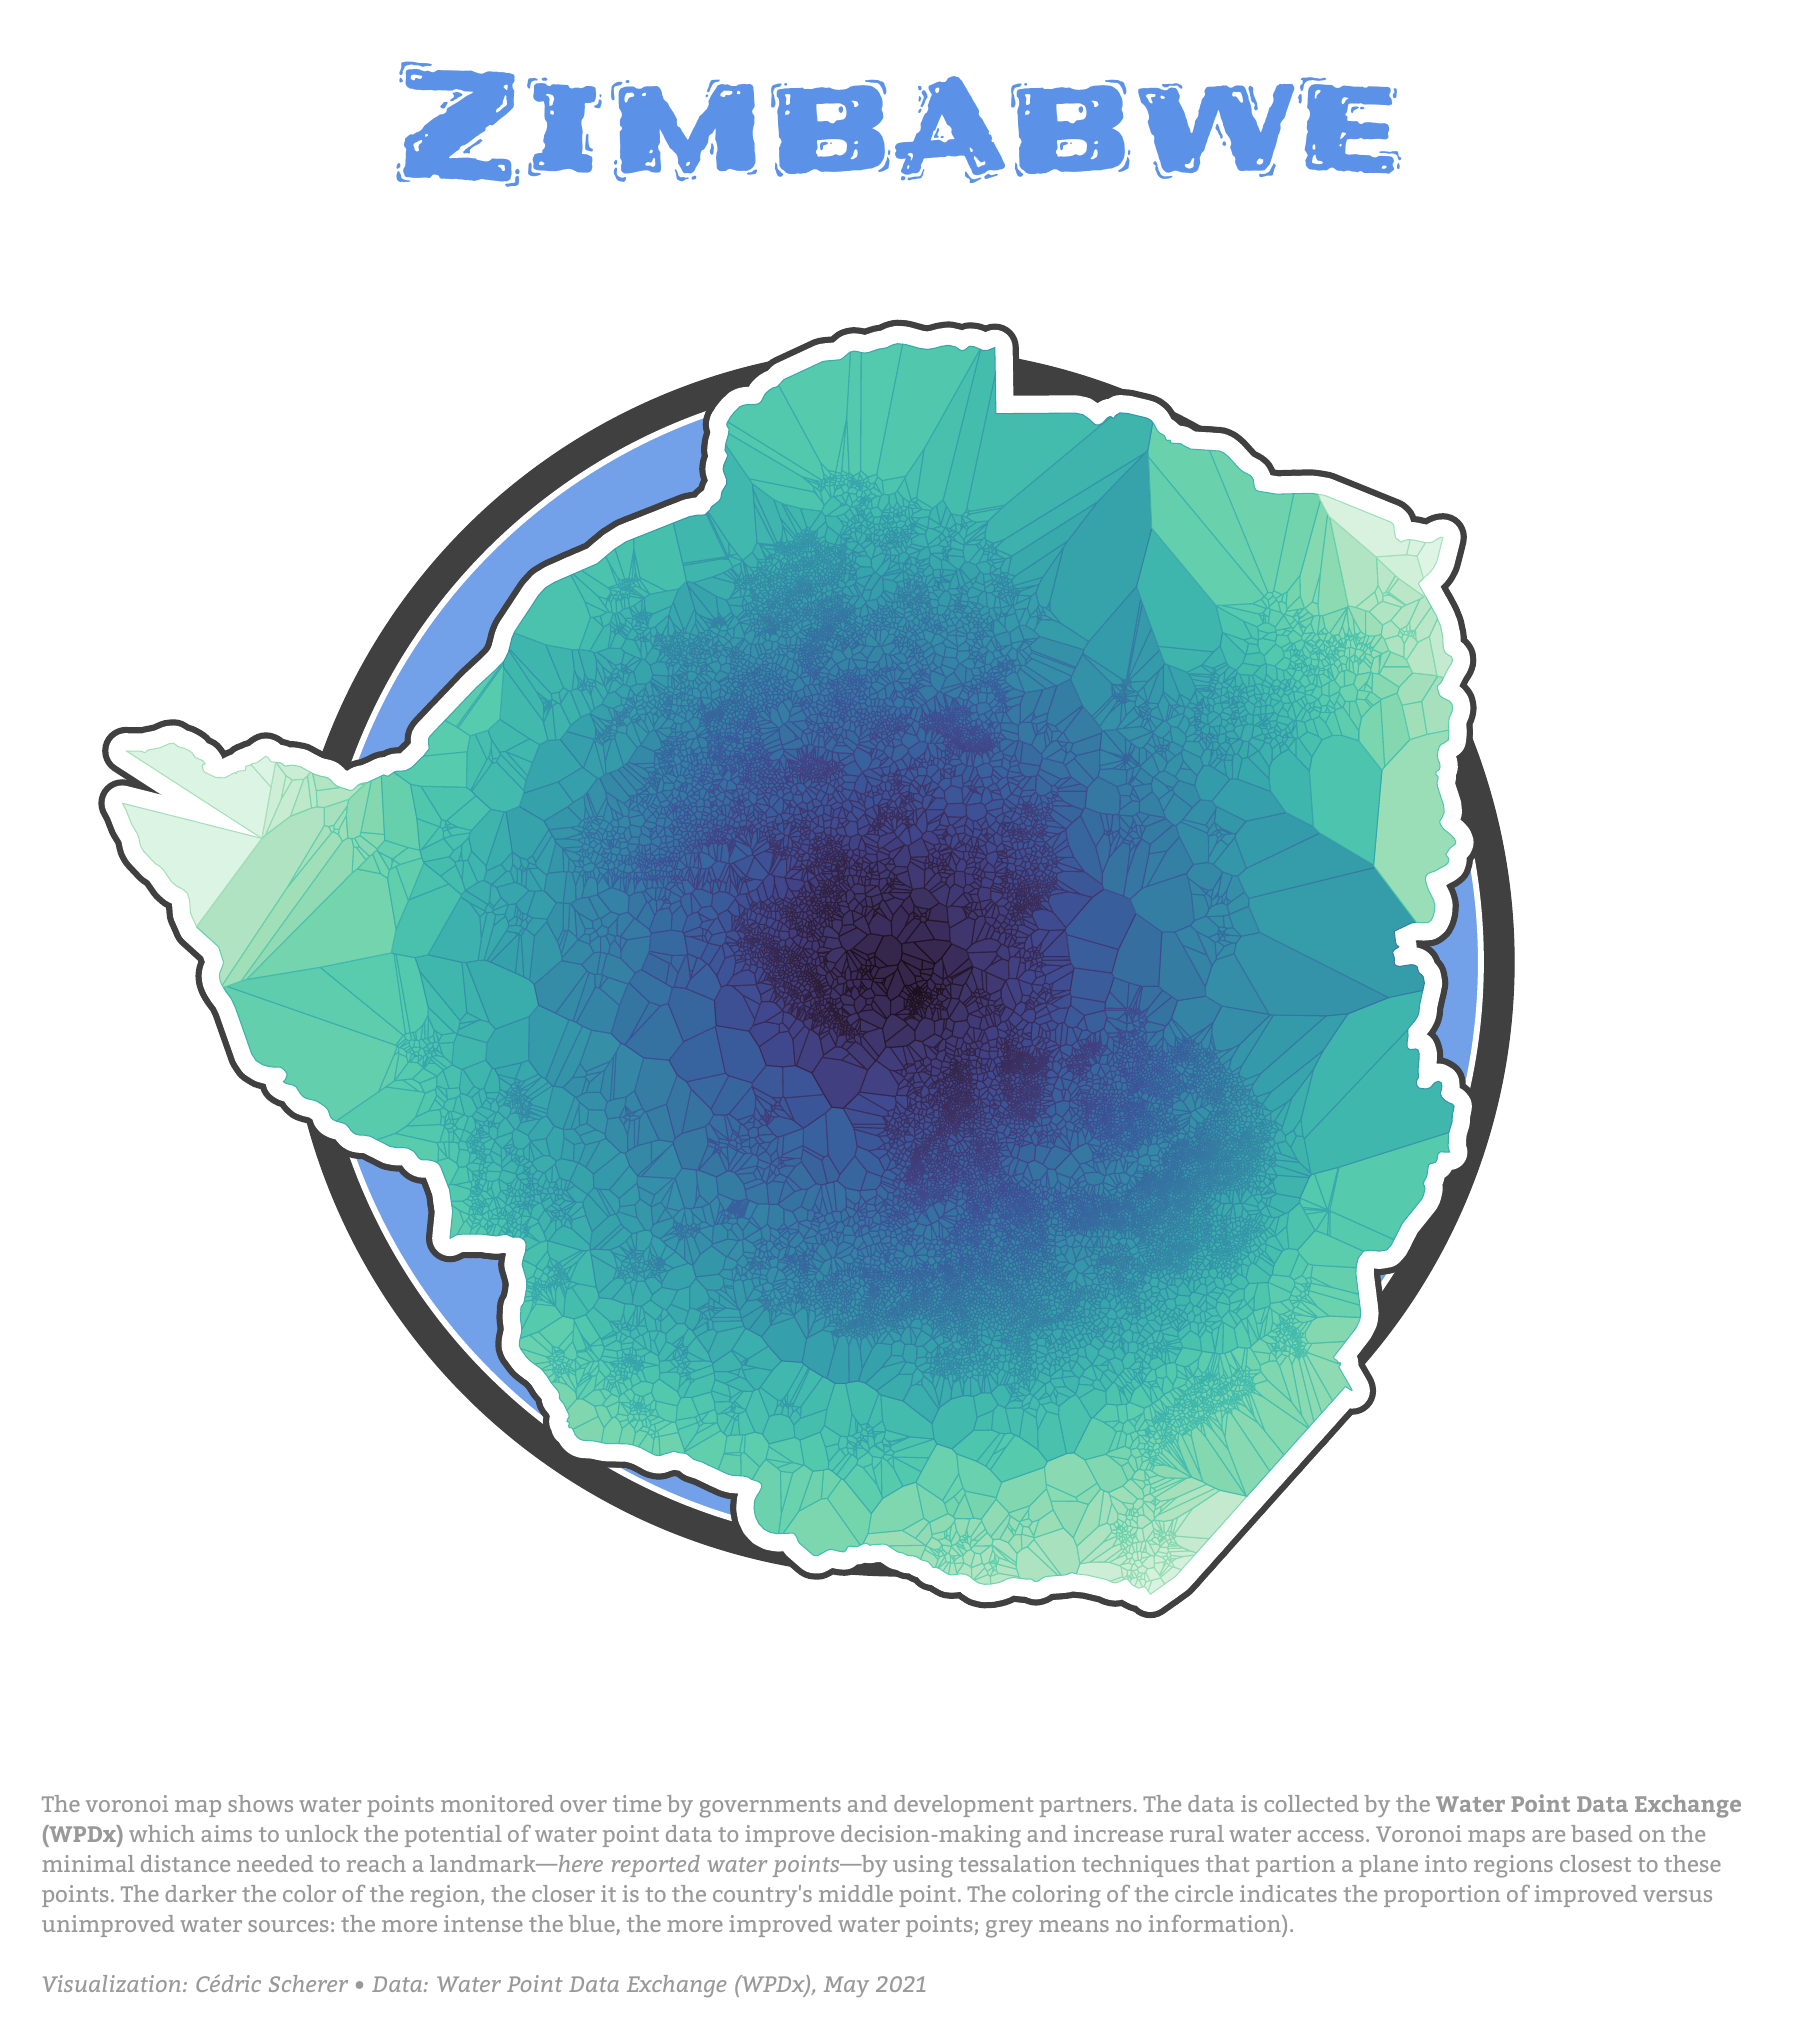 ZIMBABWE
The voronoi map shows water points monitored over time by governments and development partners. The data is collected by the Water Point Data Exchange
(WPDx) which aims to unlock the potential of water point data to improve decision-making and increase rural water access. Voronoi maps are based on the
minimal distance needed to reach a landmark—here reported water points—by using tessalation techniques that partion a plane into regions closest to these
points. The darker the color of the region, the closer it is to the country's middle point. The coloring of the circle indicates the proportion of improved versus
unimproved water sources: the more intense the blue, the more improved water points; grey means no information).
Visualization: Cédric Scherer • Data: Water Point Data Exchange (WPDx), May 2021